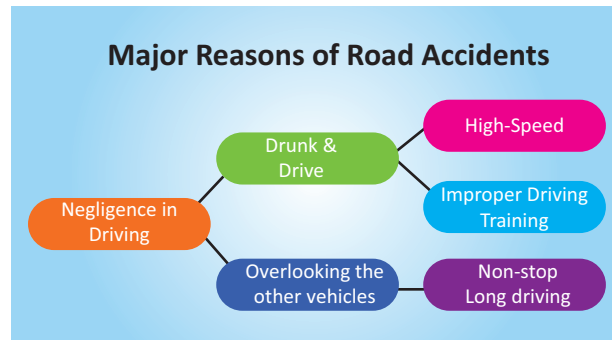 Major Reasons of Road Accidents
High-Speed
Drunk &
Drive
Improper Driving
Training
Negligence in
Driving
Overlooking the
other vehicles
Non-stop
Long driving